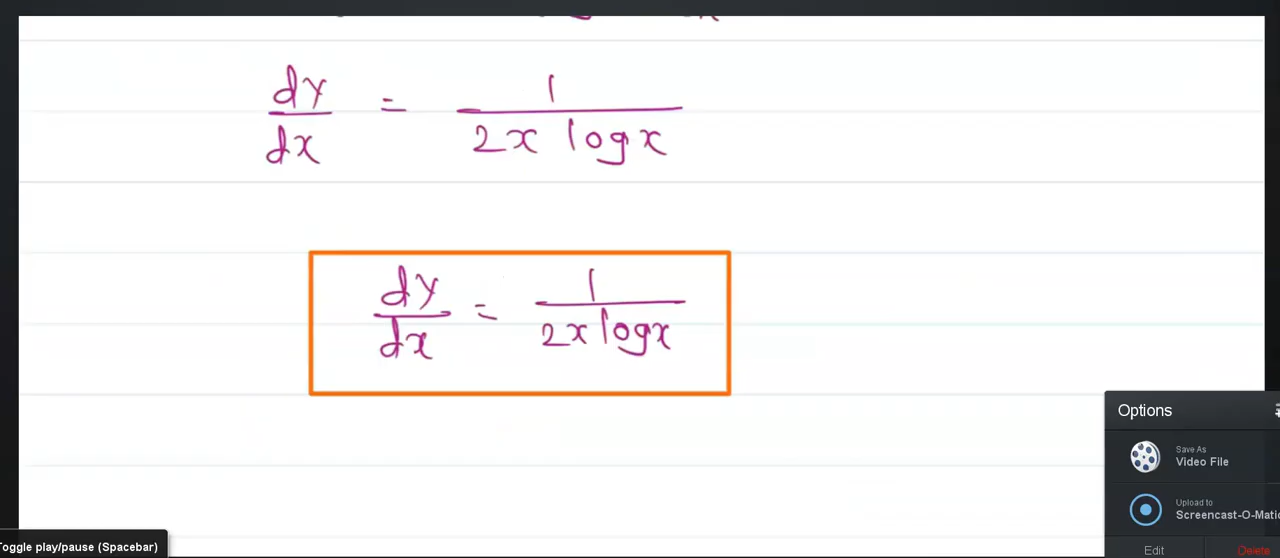 dy/dx = 1/(2x log x)
dy/dx = 1/(2x log x)
Options
Save As
Video File
Upload to
Screencast-O-Matic
Edit
Delete
Toggle play/pause (Spacebar)